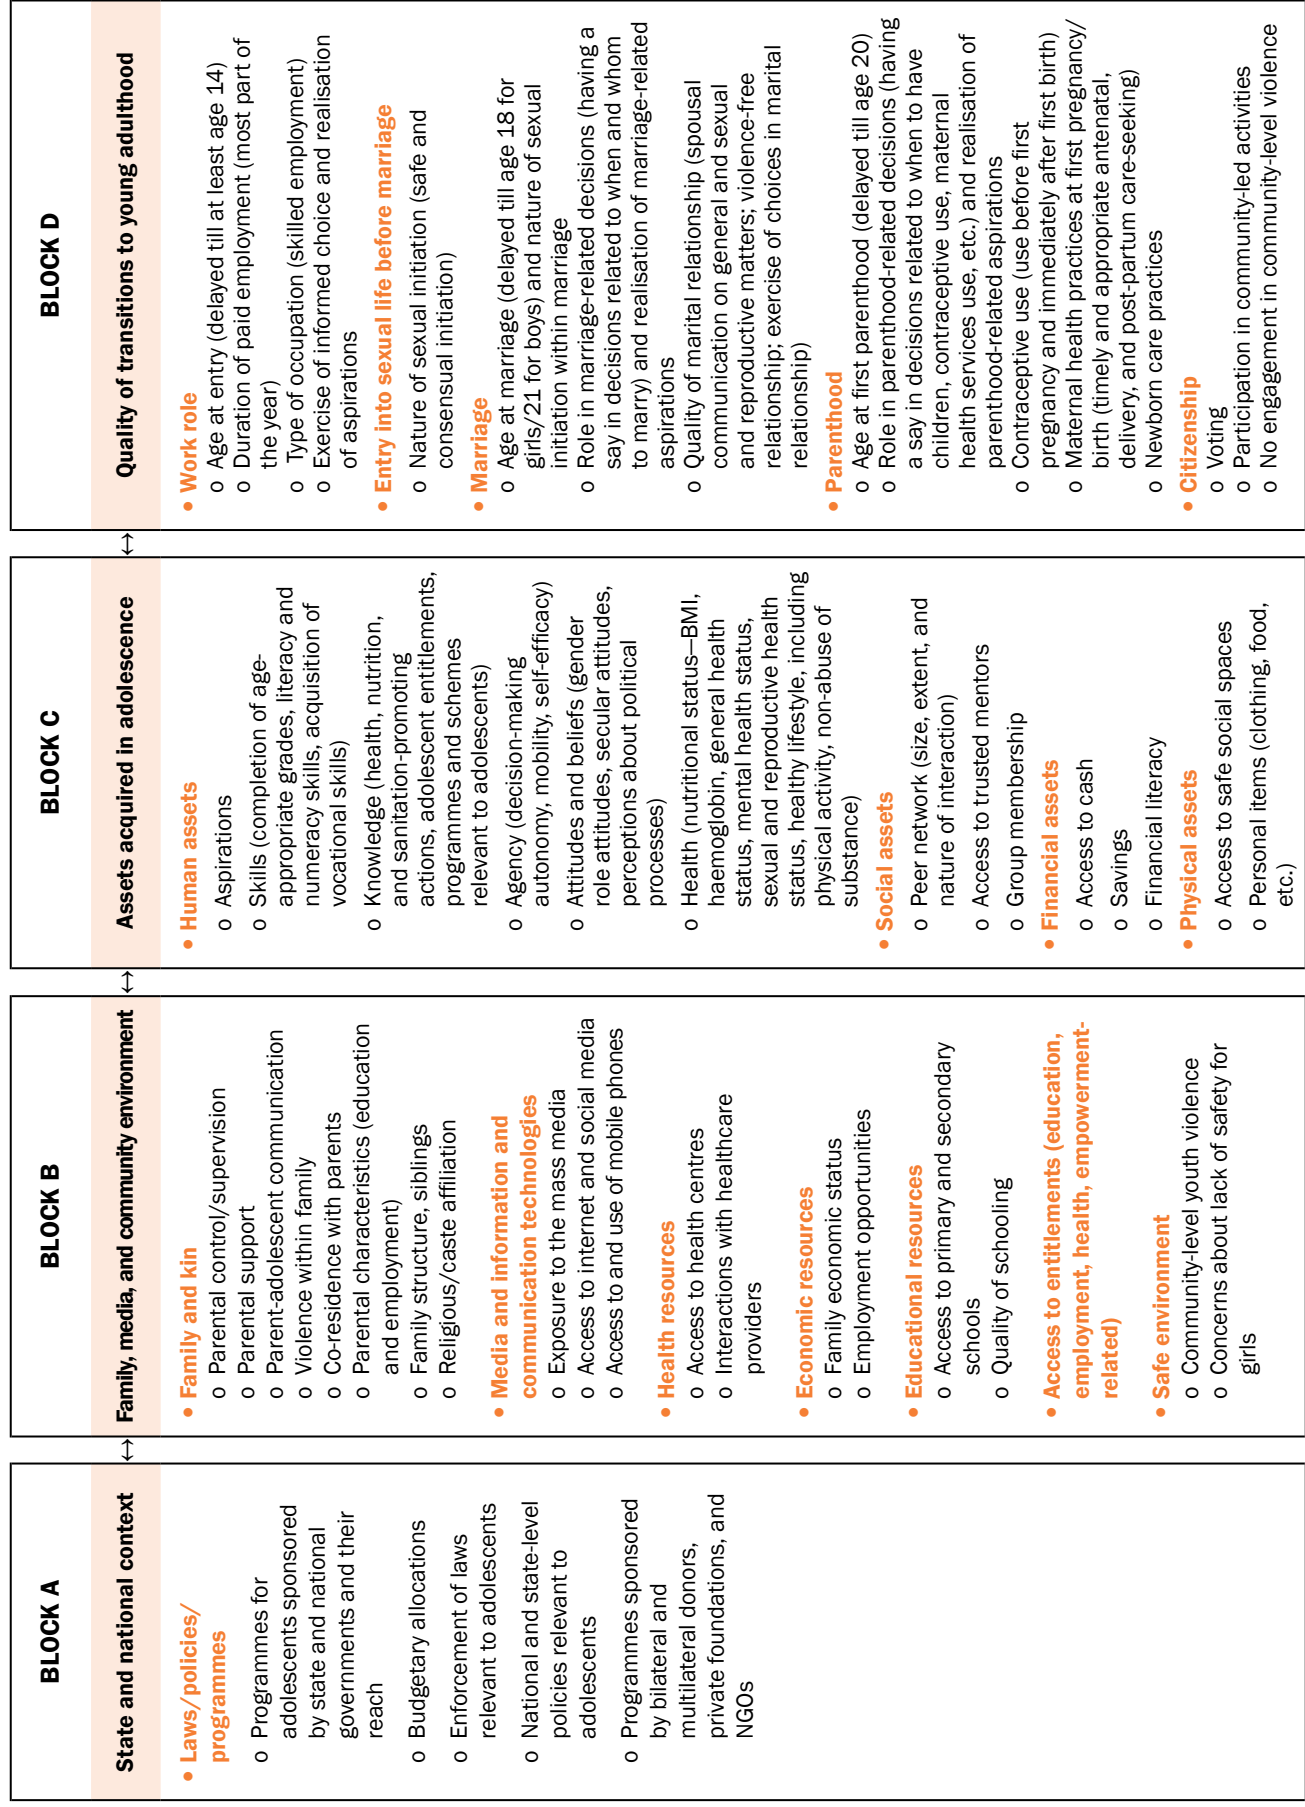 BLOCK A
State and national context
• Laws/policies/
programmes
o Programmes for
adolescents sponsored
by state and national
governments and their
reach
o Budgetary allocations
o Enforcement of laws
relevant to adolescents
o National and state-level
policies relevant to
adolescents
o Programmes sponsored
by bilateral and
multilateral donors,
private foundations, and
NGOs
↔
BLOCK B
Family, media, and community environment
• Family and kin
o Parental control/supervision
o Parental support
o Parent-adolescent communication
o Violence within family
o Co-residence with parents
o Parental characteristics (education
and employment)
o Family structure, siblings
o Religious/caste affiliation
• Media and information and
communication technologies
o Exposure to the mass media
o Access to internet and social media
o Access to and use of mobile phones
• Health resources
o Access to health centres
o Interactions with healthcare
providers
• Economic resources
o Family economic status
o Employment opportunities
• Educational resources
o Access to primary and secondary
schools
o Quality of schooling
• Access to entitlements (education,
employment, health, empowerment-
related)
• Safe environment
o Community-level youth violence
o Concerns about lack of safety for
girls
↔
BLOCK C
Assets acquired in adolescence
• Human assets
o Aspirations
o Skills (completion of age-
appropriate grades, literacy and
numeracy skills, acquisition of
vocational skills)
o Knowledge (health, nutrition,
and sanitation-promoting
actions, adolescent entitlements,
programmes and schemes
relevant to adolescents)
o Agency (decision-making
autonomy, mobility, self-efficacy)
o Attitudes and beliefs (gender
role attitudes, secular attitudes,
perceptions about political
processes)
o Health (nutritional status—BMI,
haemoglobin, general health
status, mental health status,
sexual and reproductive health
status, healthy lifestyle, including
physical activity, non-abuse of
substance)
• Social assets
o Peer network (size, extent, and
nature of interaction)
o Access to trusted mentors
o Group membership
• Financial assets
o Access to cash
o Savings
o Financial literacy
• Physical assets
o Access to safe social spaces
o Personal items (clothing, food,
etc.)
↔
BLOCK D
Quality of transitions to young adulthood
• Work role
o Age at entry (delayed till at least age 14)
o Duration of paid employment (most part of
the year)
o Type of occupation (skilled employment)
o Exercise of informed choice and realisation
of aspirations
• Entry into sexual life before marriage
o Nature of sexual initiation (safe and
consensual initiation)
• Marriage
o Age at marriage (delayed till age 18 for
girls/21 for boys) and nature of sexual
initiation within marriage
o Role in marriage-related decisions (having a
say in decisions related to when and whom
to marry) and realisation of marriage-related
aspirations
o Quality of marital relationship (spousal
communication on general and sexual
and reproductive matters; violence-free
relationship; exercise of choices in marital
relationship)
• Parenthood
o Age at first parenthood (delayed till age 20)
o Role in parenthood-related decisions (having
a say in decisions related to when to have
children, contraceptive use, maternal
health services use, etc.) and realisation of
parenthood-related aspirations
o Contraceptive use (use before first
pregnancy and immediately after first birth)
o Maternal health practices at first pregnancy/
birth (timely and appropriate antenatal,
delivery, and post-partum care-seeking)
o Newborn care practices
• Citizenship
o Voting
o Participation in community-led activities
o No engagement in community-level violence